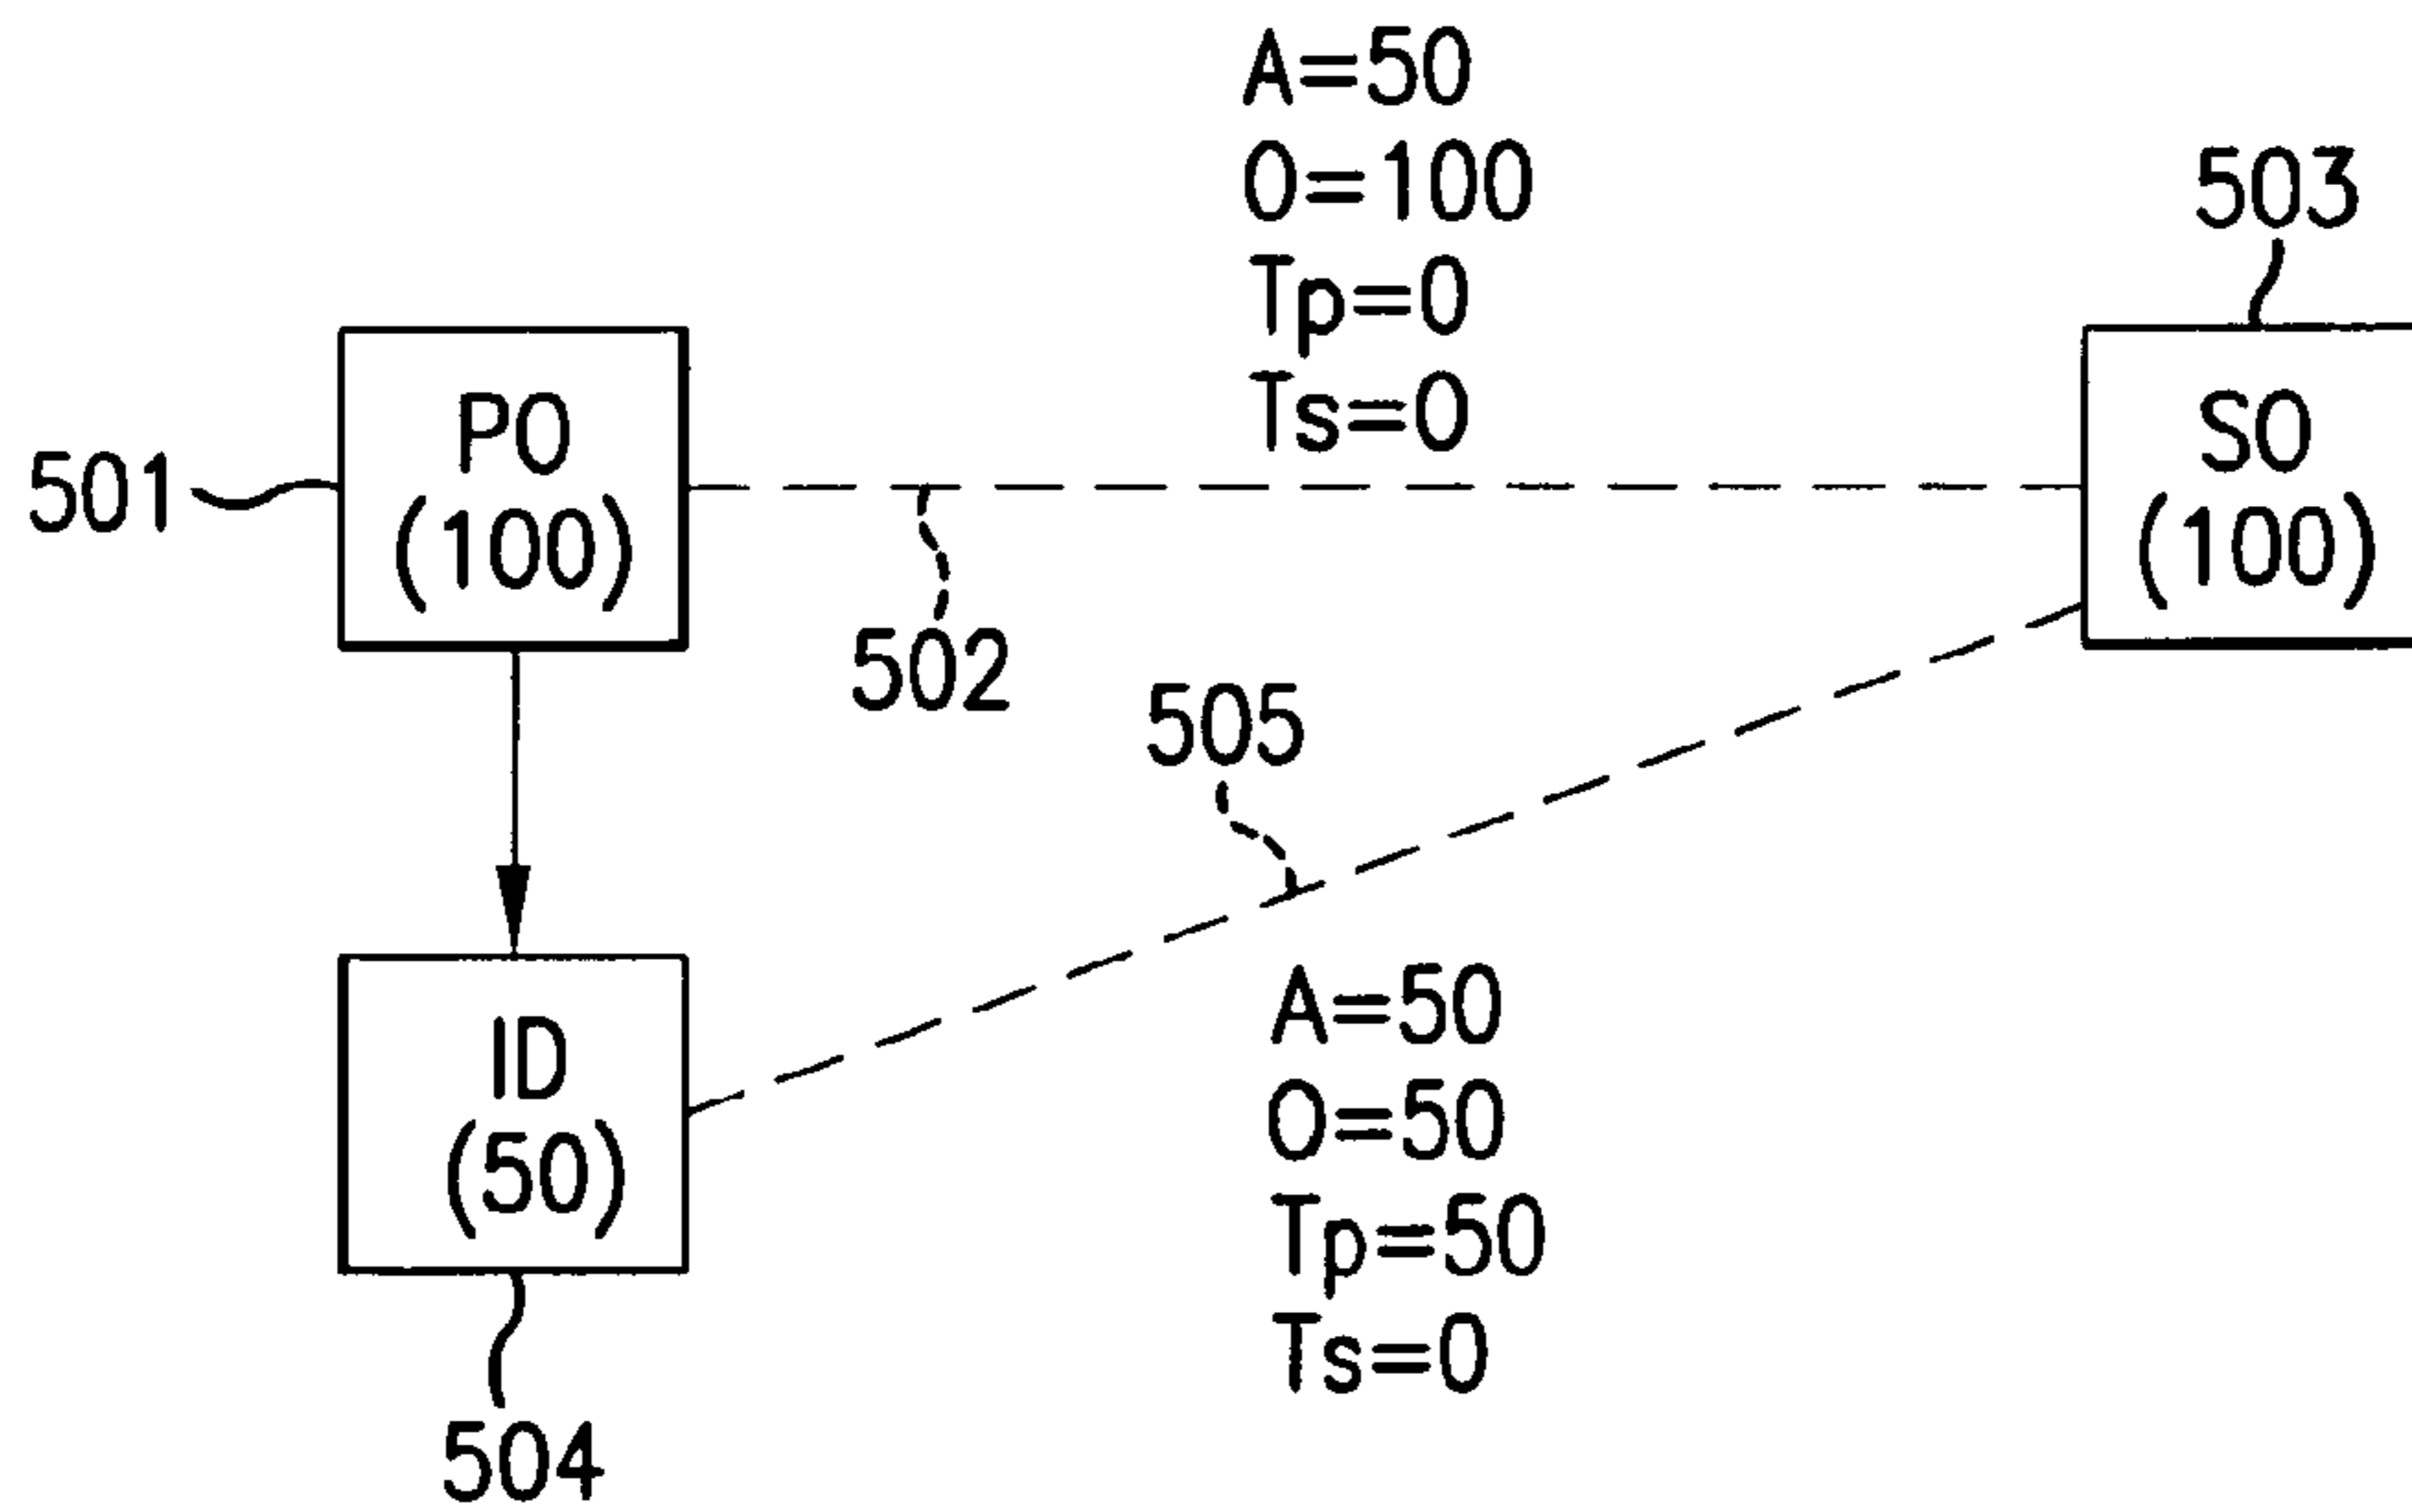 A=50
O=100
Tp=0
Ts=0
503
501
PO
(100)
SO
(100)
502
505
ID
(50)
A=50
O=50
Tp=50
Ts=0
504